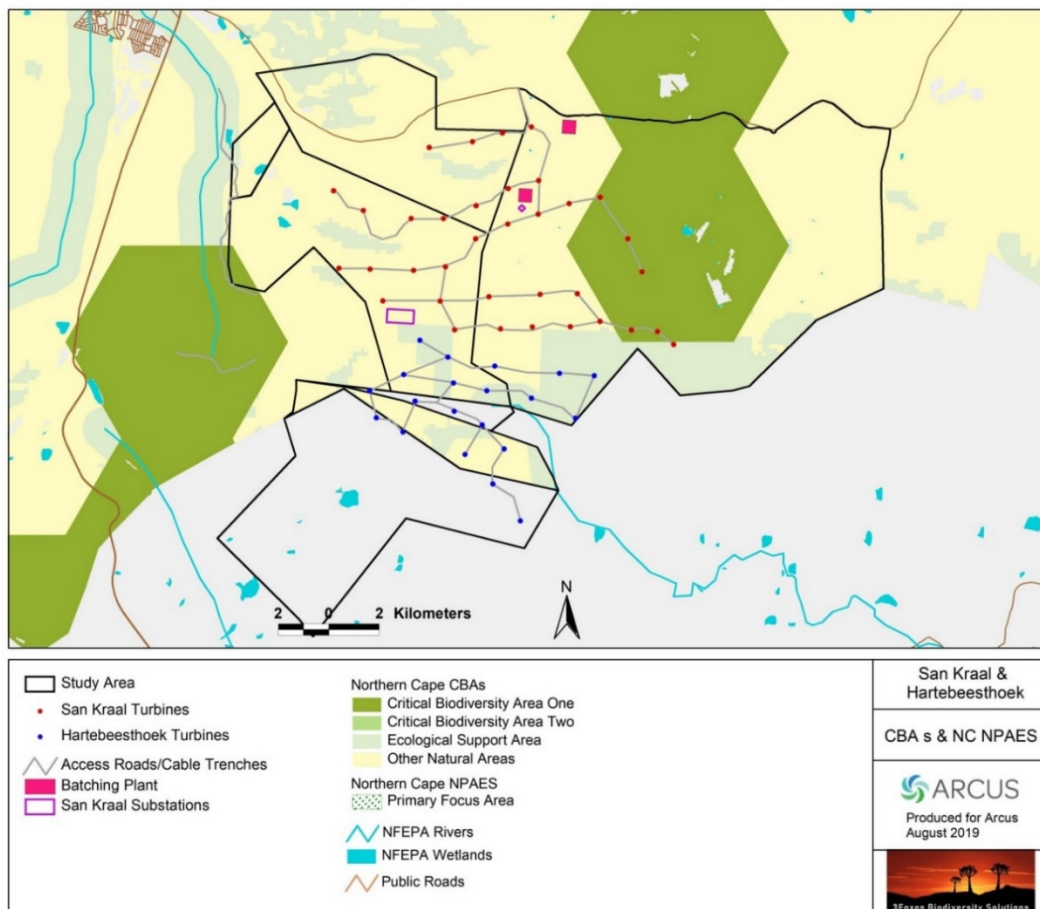 N
2 0 2 Kilometers
Study Area
San Kraal Turbines
Hartebeesthoek Turbines
Access Roads/Cable Trenches
Batching Plant
San Kraal Substations
Northern Cape CBAs
Critical Biodiversity Area One
Critical Biodiversity Area Two
Ecological Support Area
Other Natural Areas
Northern Cape NPAES
Primary Focus Area
NFEPA Rivers
NFEPA Wetlands
Public Roads
San Kraal &
Hartebeesthoek
CBA s & NC NPAES
ARCUS
Produced for Arcus
August 2019
3Foxes Biodiversity Solutions